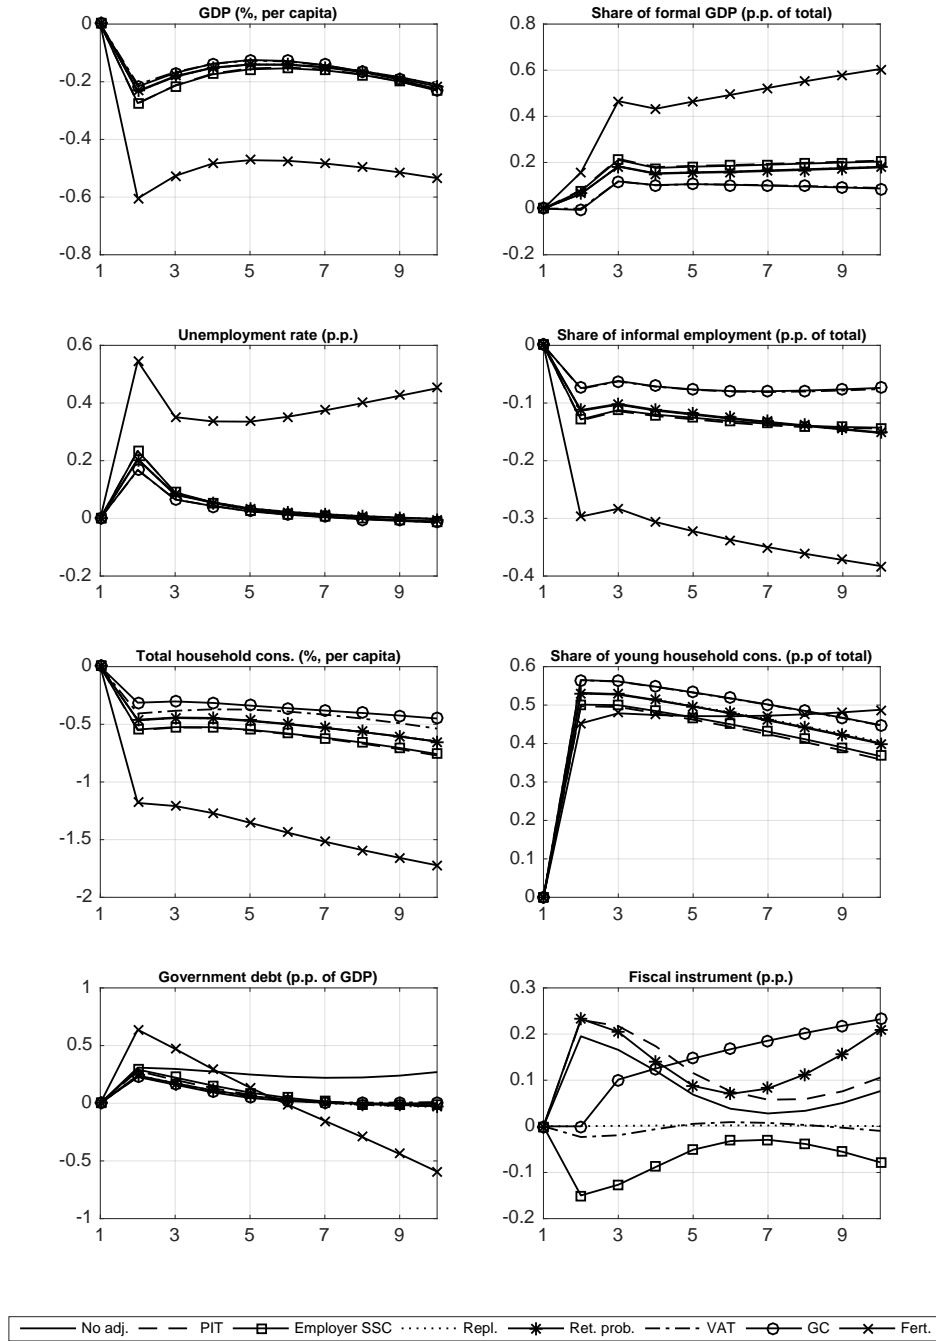 GDP (%, per capita)
0
-0.2
-0.4
-0.6
-0.8
1 3 5 7 9
Share of formal GDP (p.p. of total)
0.8
0.6
0.4
0.2
0
-0.2
1 3 5 7 9
Unemployment rate (p.p.)
0.6
0.4
0.2
0
-0.2
1 3 5 7 9
Share of informal employment (p.p. of total)
0
-0.1
-0.2
-0.3
-0.4
1 3 5 7 9
Total household cons. (%, per capita)
0
-0.5
-1
-1.5
-2
1 3 5 7 9
Share of young household cons. (p.p of total)
0.6
0.5
0.4
0.3
0.2
0.1
0
1 3 5 7 9
Government debt (p.p. of GDP)
1
0.5
0
-0.5
-1
1 3 5 7 9
Fiscal instrument (p.p.)
0.3
0.2
0.1
0
-0.1
-0.2
1 3 5 7 9
No adj. PIT Employer SSC Repl. Ret. prob. VAT GC Fert.